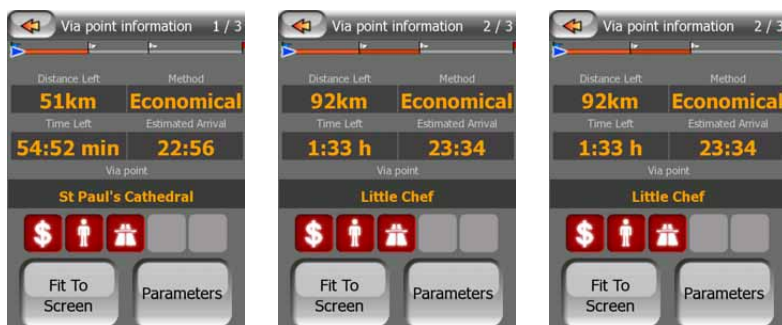 Via point information 1 / 3
Distance Left Method
51km Economical
Time Left Estimated Arrival
54:52 min 22:56
Via point
St Paul's Cathedral
$
Fit To Screen
Parameters
Via point information 2 / 3
Distance Left Method
92km Economical
Time Left Estimated Arrival
1:33 h 23:34
Via point
Little Chef
$
Fit To Screen
Parameters
Via point information 2 / 3
Distance Left Method
92km Economical
Time Left Estimated Arrival
1:33 h 23:34
Via point
Little Chef
$
Fit To Screen
Parameters